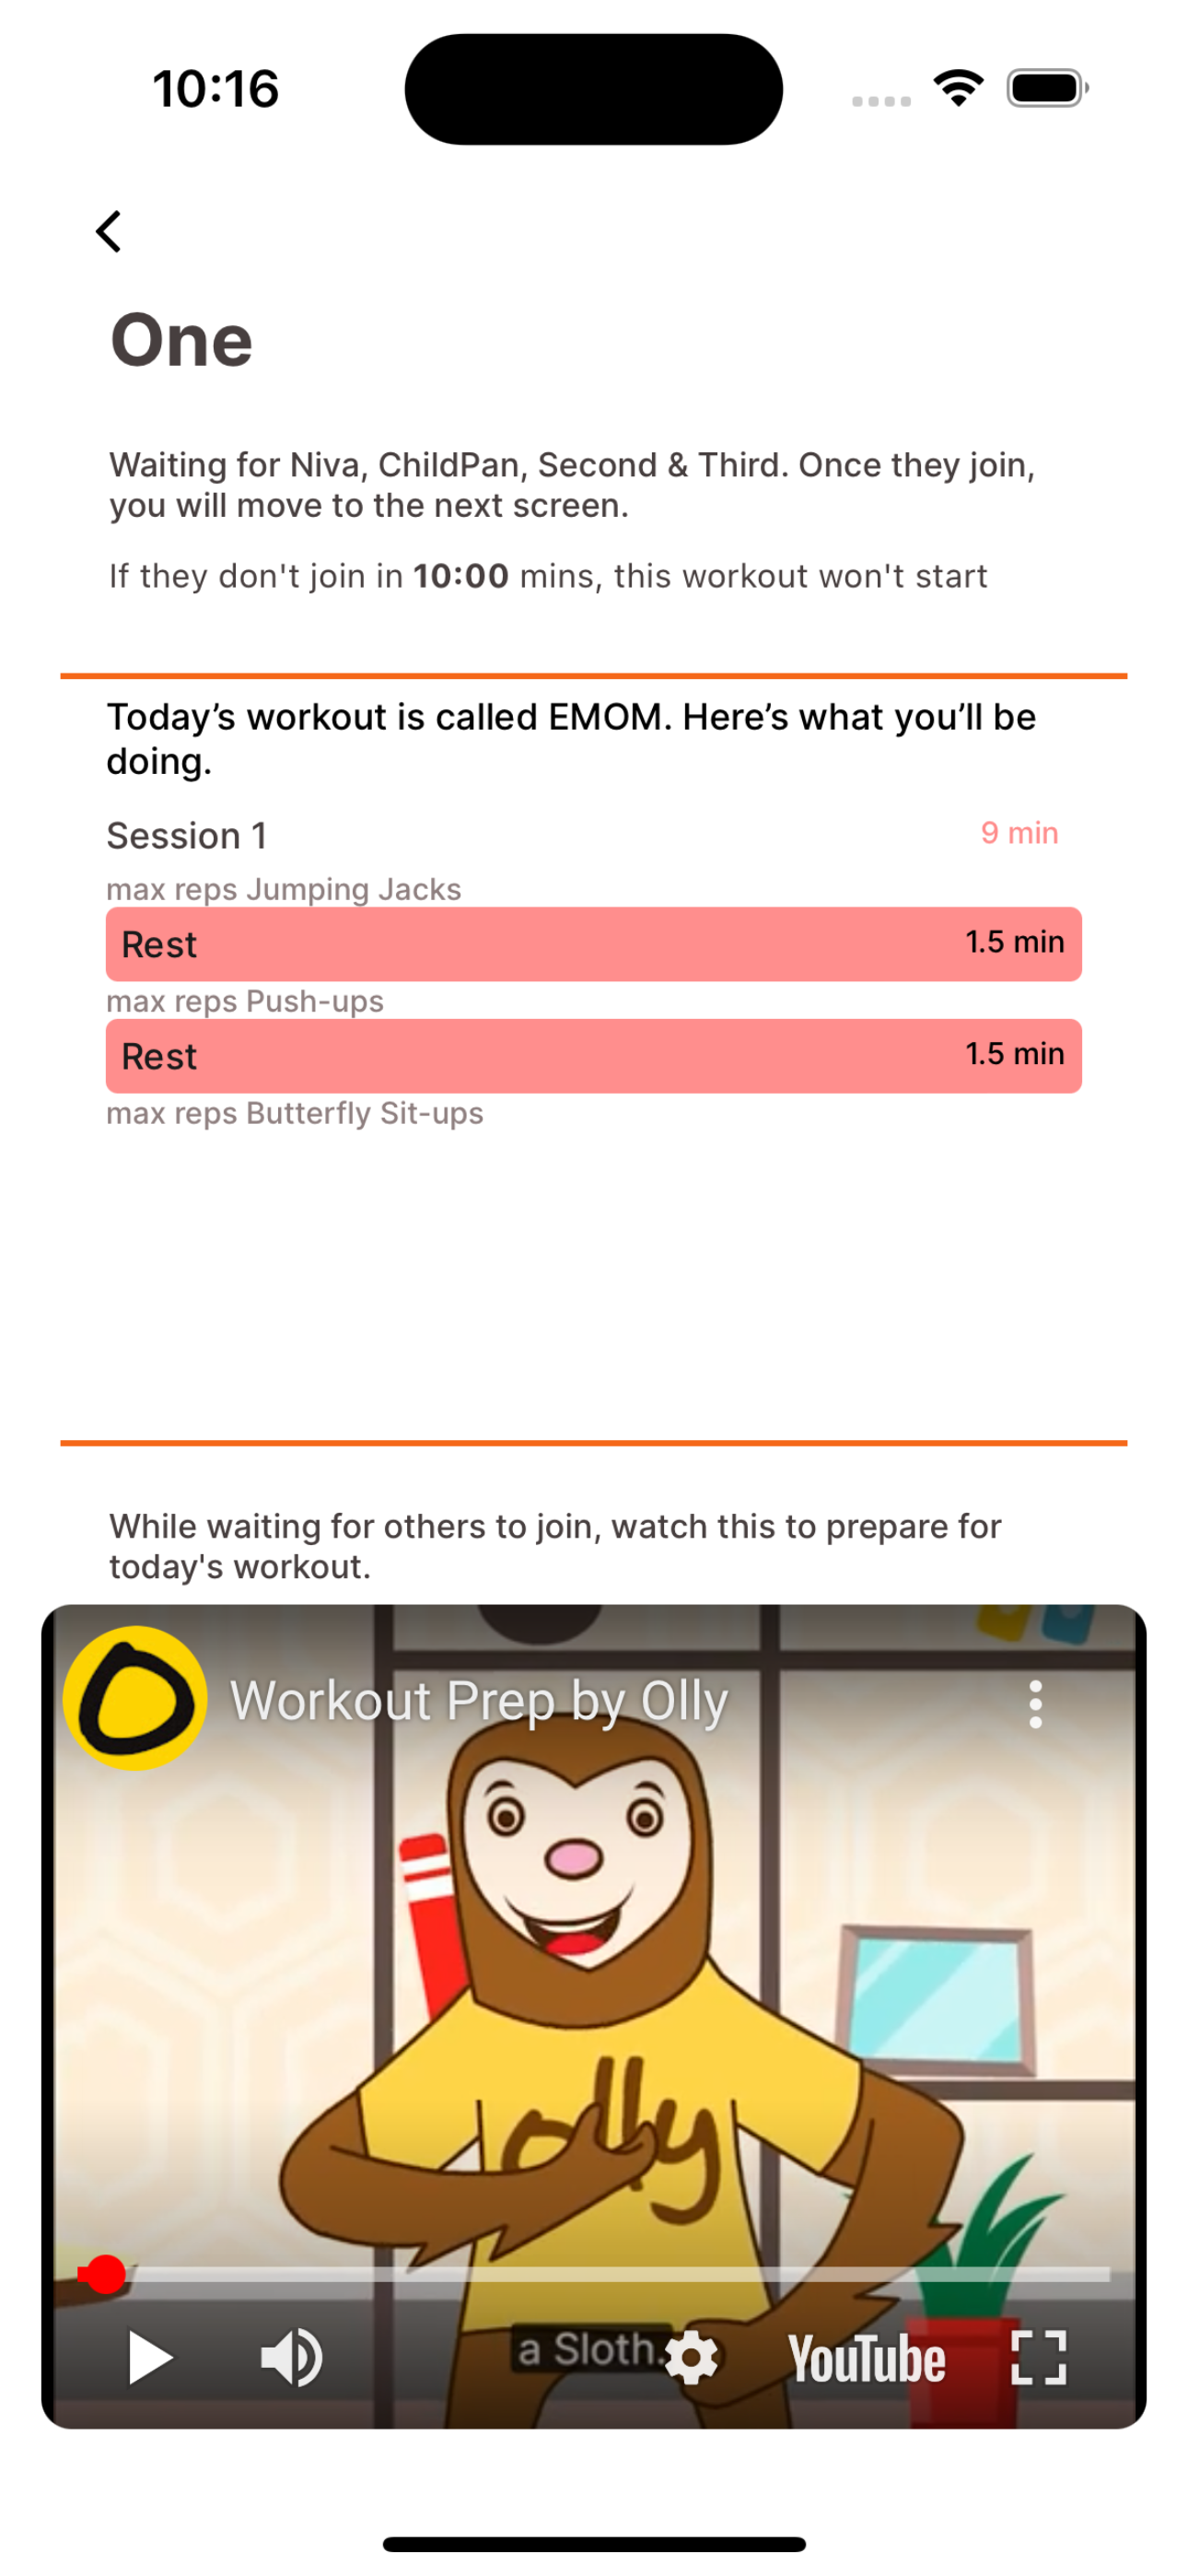 10:16
One
Waiting for Niva, ChildPan, Second & Third. Once they join,
you will move to the next screen.
If they don't join in 10:00 mins, this workout won't start
Today’s workout is called EMOM. Here’s what you’ll be
doing.
Session 1 9 min
max reps Jumping Jacks
Rest 1.5 min
max reps Push-ups
Rest 1.5 min
max reps Butterfly Sit-ups
While waiting for others to join, watch this to prepare for
today's workout.
Workout Prep by Olly
olly
a Sloth.
YouTube